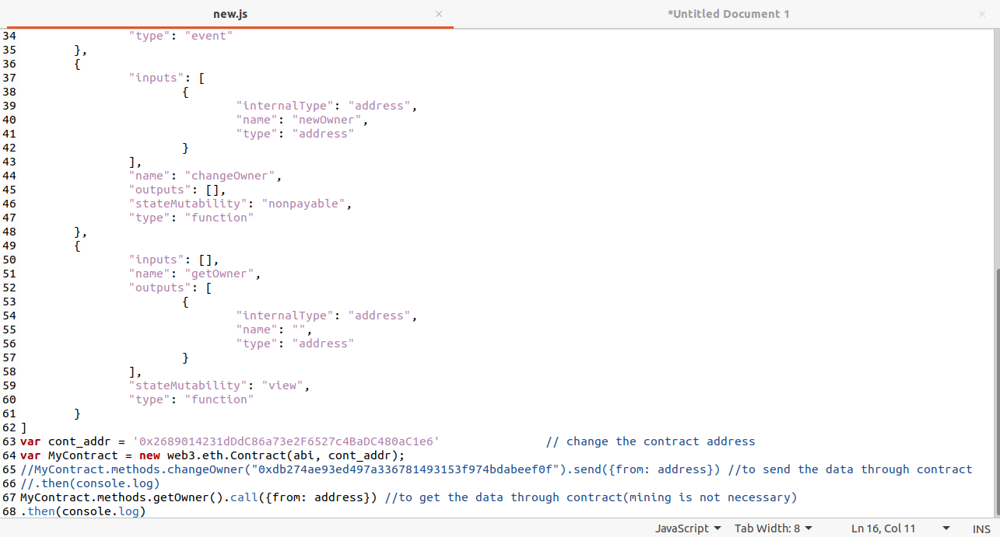 new.js
*Untitled Document 1
34 "type": "event"
35 },
36 {
37 "inputs": [
38 {
39 "internalType": "address",
40 "name": "newOwner",
41 "type": "address"
42 }
43 ],
44 "name": "changeOwner",
45 "outputs": [],
46 "stateMutability": "nonpayable",
47 "type": "function"
48 },
49 {
50 "inputs": [],
51 "name": "getOwner",
52 "outputs": [
53 {
54 "internalType": "address",
55 "name": "",
56 "type": "address"
57 }
58 ],
59 "stateMutability": "view",
60 "type": "function"
61 }
62 ]
63 var cont_addr = '0x2689014231dDdC86a73e2F6527c4BaDC480aC1e6' // change the contract address
64 var MyContract = new web3.eth.Contract(abi, cont_addr);
65 //MyContract.methods.changeOwner("0xdb274ae93ed497a336781493153f974bdabeef0f").send({from: address}) //to send the data through contract
66 //.then(console.log)
67 MyContract.methods.getOwner().call({from: address}) //to get the data through contract(mining is not necessary)
68 .then(console.log)
JavaScript Tab Width: 8 Ln 16, Col 11 INS